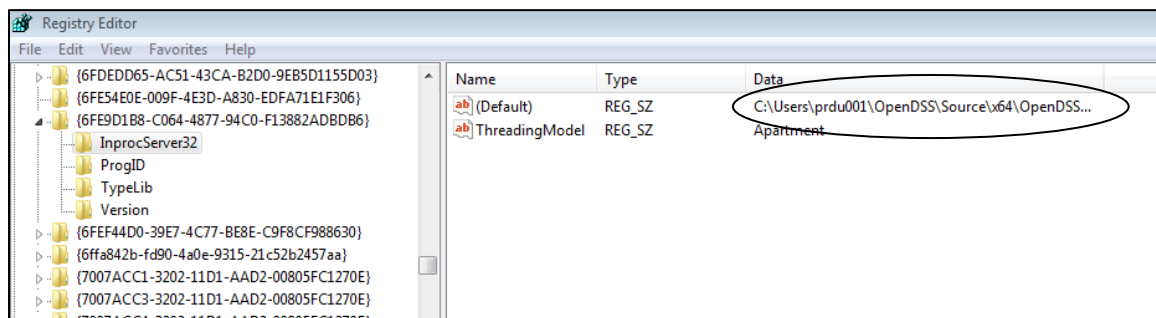 Registry Editor
File Edit View Favorites Help
{6FDEDD65-AC51-43CA-B2D0-9EB5D1155D03}
{6FE54E0E-009F-4E3D-A830-EDFA71E1F306}
{6FE9D1B8-C064-4877-94C0-F13882ADBDB6}
InprocServer32
ProgID
TypeLib
Version
{6FEF44D0-39E7-4C77-BE8E-C9F8CF988630}
{6ffa842b-fd90-4a0e-9315-21c52b2457aa}
{7007ACC1-3202-11D1-AAD2-00805FC1270E}
{7007ACC3-3202-11D1-AAD2-00805FC1270E}
Name Type Data
ab (Default) REG_SZ C:\Users\prdu001\OpenDSS\Source\x64\OpenDSS...
ab ThreadingModel REG_SZ Apartment